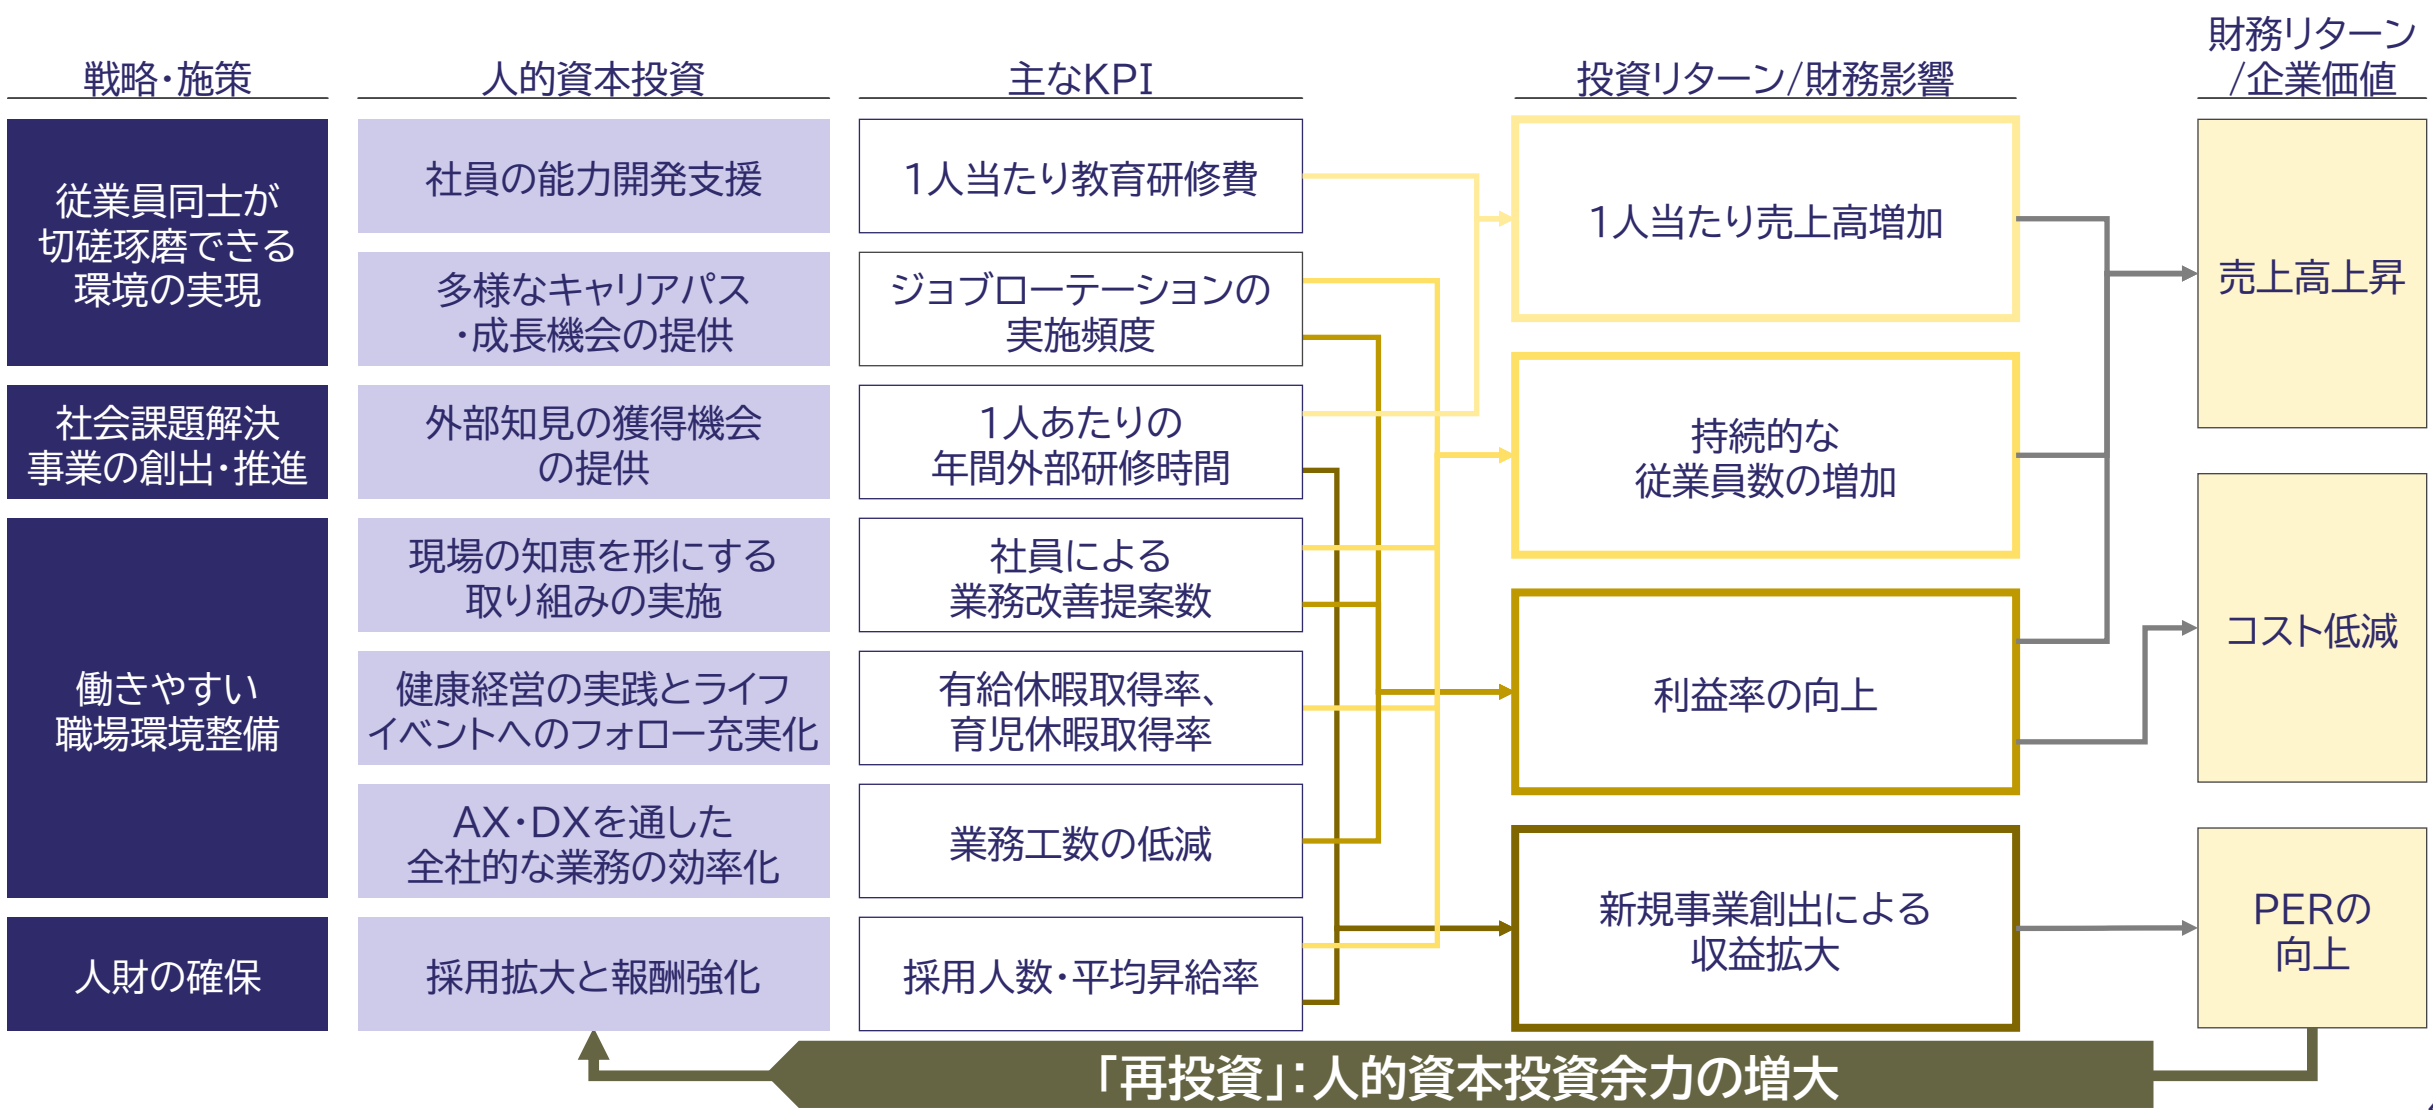 戦略・施策
人的資本投資
主なKPI
投資リターン/財務影響
財務リターン
/企業価値
従業員同士が
切磋琢磨できる
環境の実現
社会課題解決
事業の創出・推進
働きやすい
職場環境整備
人財の確保
社員の能力開発支援
多様なキャリアパス
・成長機会の提供
外部知見の獲得機会
の提供
現場の知恵を形にする
取り組みの実施
健康経営の実践とライフ
イベントへのフォロー充実化
AX・DXを通した
全社的な業務の効率化
採用拡大と報酬強化
1人当たり教育研修費
ジョブローテーションの
実施頻度
1人あたりの
年間外部研修時間
社員による
業務改善提案数
有給休暇取得率、
育児休暇取得率
業務工数の低減
採用人数・平均昇給率
1人当たり売上高増加
持続的な
従業員数の増加
利益率の向上
新規事業創出による
収益拡大
売上高上昇
コスト低減
PERの
向上
「再投資」：人的資本投資余力の増大